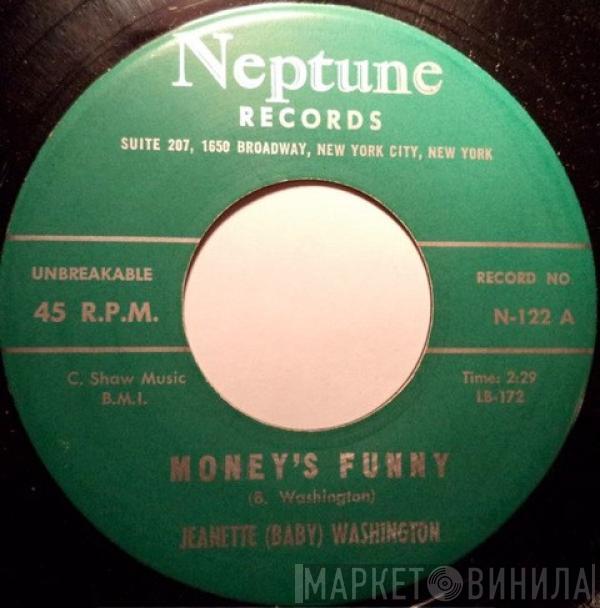 Neptune
RECORDS
SUITE 207, 1650 BROADWAY, NEW YORK CITY, NEW YORK
UNBREAKABLE
45 R.P.M.
RECORD NO.
N-122 A
C. Shaw Music
B.M.I.
Time: 2:29
LB-172
MONEY'S FUNNY
(B. Washington)
JEANETTE (BABY) WASHINGTON
МАРКЕТ ВИНИЛА